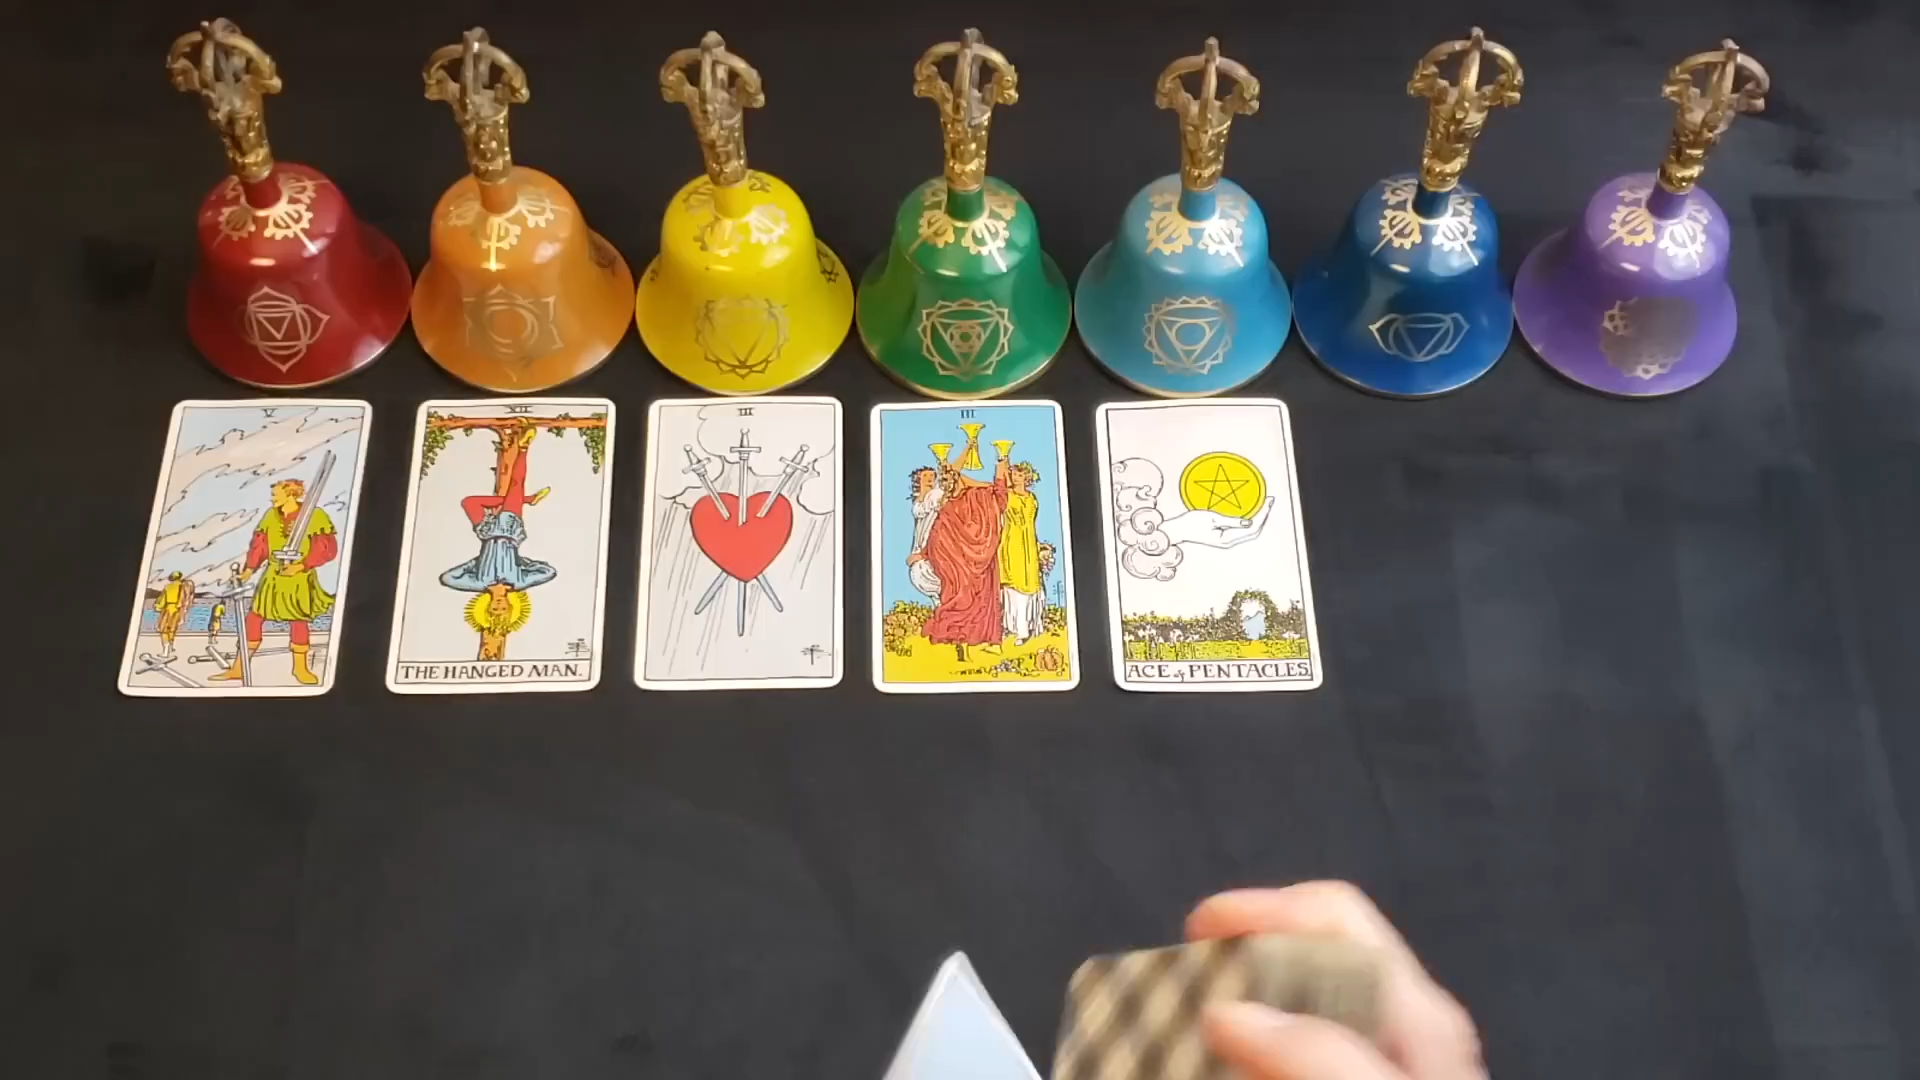 V
XII
III
III
THE HANGED MAN.
ACE of PENTACLES.